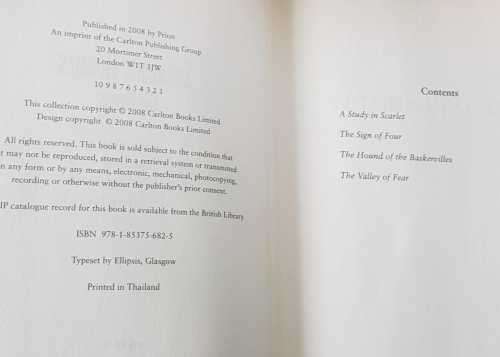 Published in 2008 by Prion
An imprint of the Carlton Publishing Group
20 Mortimer Street
London W1T 3JW
10 9 8 7 6 5 4 3 2 1
This collection copyright © 2008 Carlton Books Limited
Design copyright © 2008 Carlton Books Limited
All rights reserved. This book is sold subject to the condition that
it may not be reproduced, stored in a retrieval system or transmitted
in any form or by any means, electronic, mechanical, photocopying,
recording or otherwise without the publisher's prior consent.
IP catalogue record for this book is available from the British Library
ISBN 978-1-85375-682-5
Typeset by Ellipsis, Glasgow
Printed in Thailand
Contents
A Study in Scarlet
The Sign of Four
The Hound of the Baskervilles
The Valley of Fear